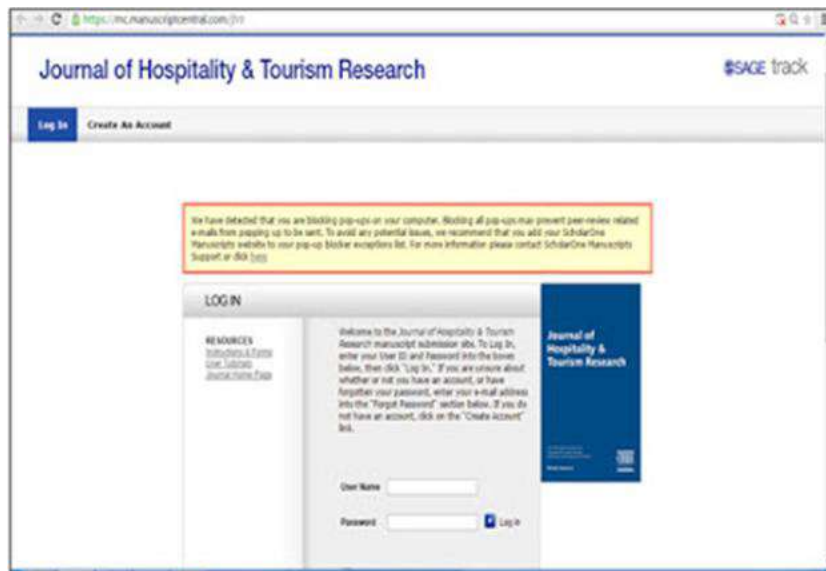 https://mc.manuscriptcentral.com/jhtr
Journal of Hospitality & Tourism Research
SAGE track
Log In
Create An Account
We have detected that you are blocking pop-ups on your computer. Blocking all pop-ups may prevent peer-review related
e-mails from popping up to be sent. To avoid any potential issues, we recommend that you add your ScholarOne
Manuscripts website to your pop-up blocker exceptions list. For more information please contact ScholarOne Manuscripts
Support or click here
LOG IN
RESOURCES
Instructions & Forms
User Tutorials
Journal Home Page
Welcome to the Journal of Hospitality & Tourism
Research manuscript submission site. To Log In,
enter your User ID and Password into the boxes
below, then click "Log In." If you are unsure about
whether or not you have an account, or have
forgotten your password, enter your e-mail address
into the "Forgot Password" section below. If you do
not have an account, click on the "Create Account"
link.
Journal of
Hospitality &
Tourism Research
User Name
Password
Log in